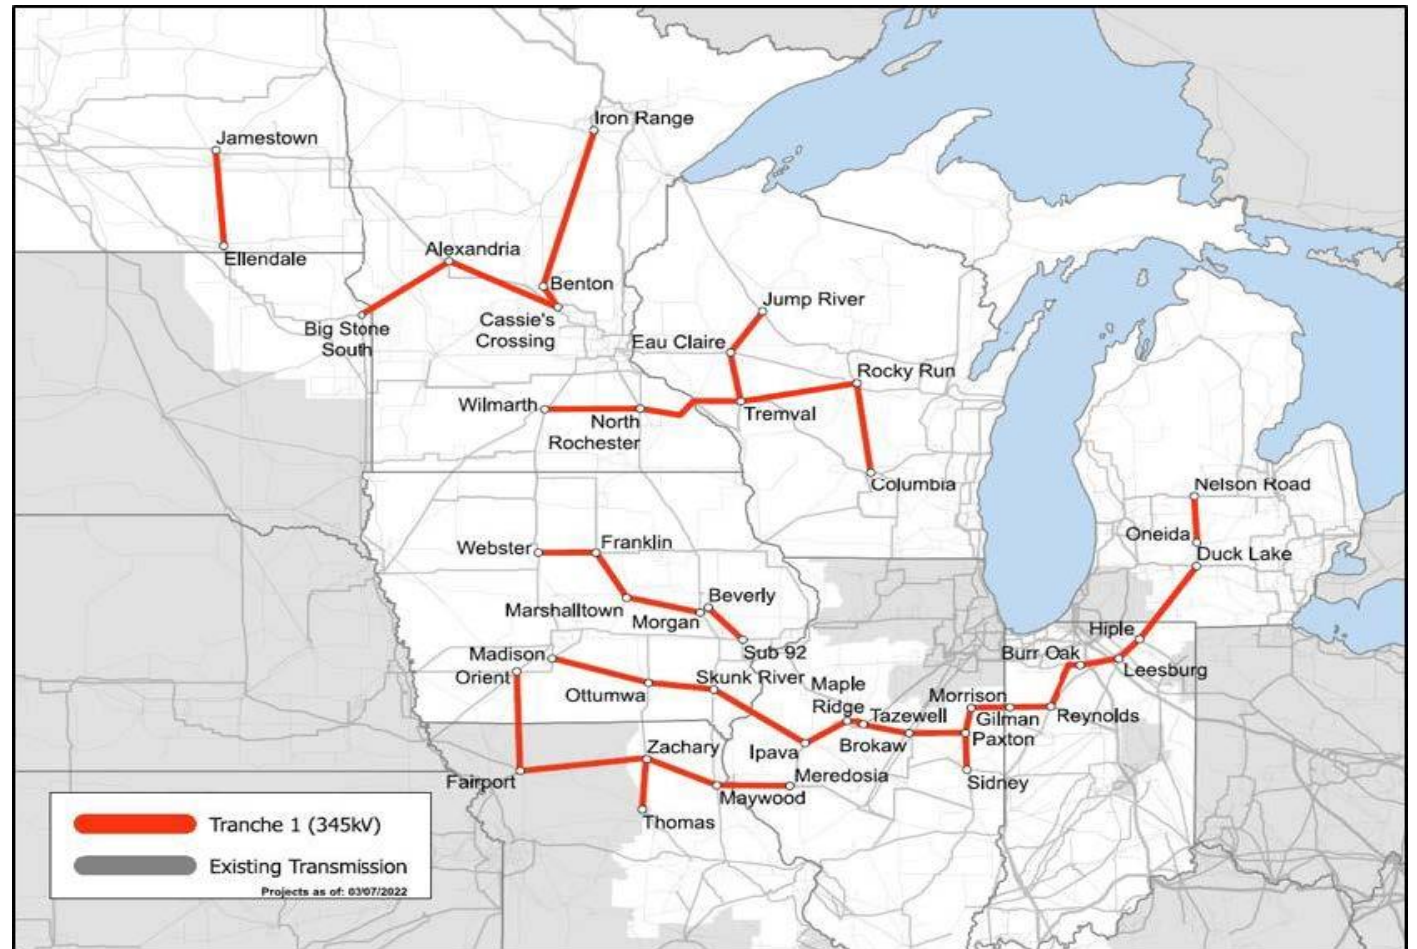 Iron Range
Jamestown
Alexandria
Ellendale
Benton
Jump River
Cassie's
Crossing
Big Stone
South
Eau Claire
Rocky Run
Wilmarth
North
Rochester
Tremval
Columbia
Nelson Road
Oneida
Duck Lake
Webster
Franklin
Beverly
Marshalltown
Morgan
Hiple
Sub 92
Burr Oak
Leesburg
Madison
Orient
Ottumwa
Skunk River
Maple
Ridge
Morrison
Tazewell
Gilman
Reynolds
Zachary
Ipava
Brokaw
Paxton
Fairport
Meredosia
Sidney
Maywood
Thomas
Tranche 1 (345kV)
Existing Transmission
Projects as of: 03/07/2022